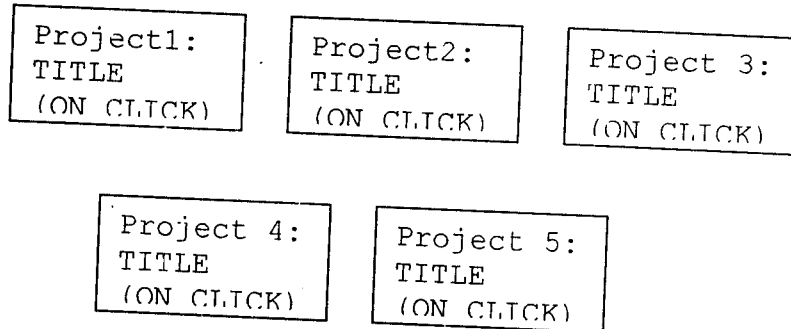 Project1:
TITLE
(ON CLICK)
Project2:
TITLE
(ON CLICK)
Project 3:
TITLE
(ON CLICK)
Project 4:
TITLE
(ON CLICK)
Project 5:
TITLE
(ON CLICK)